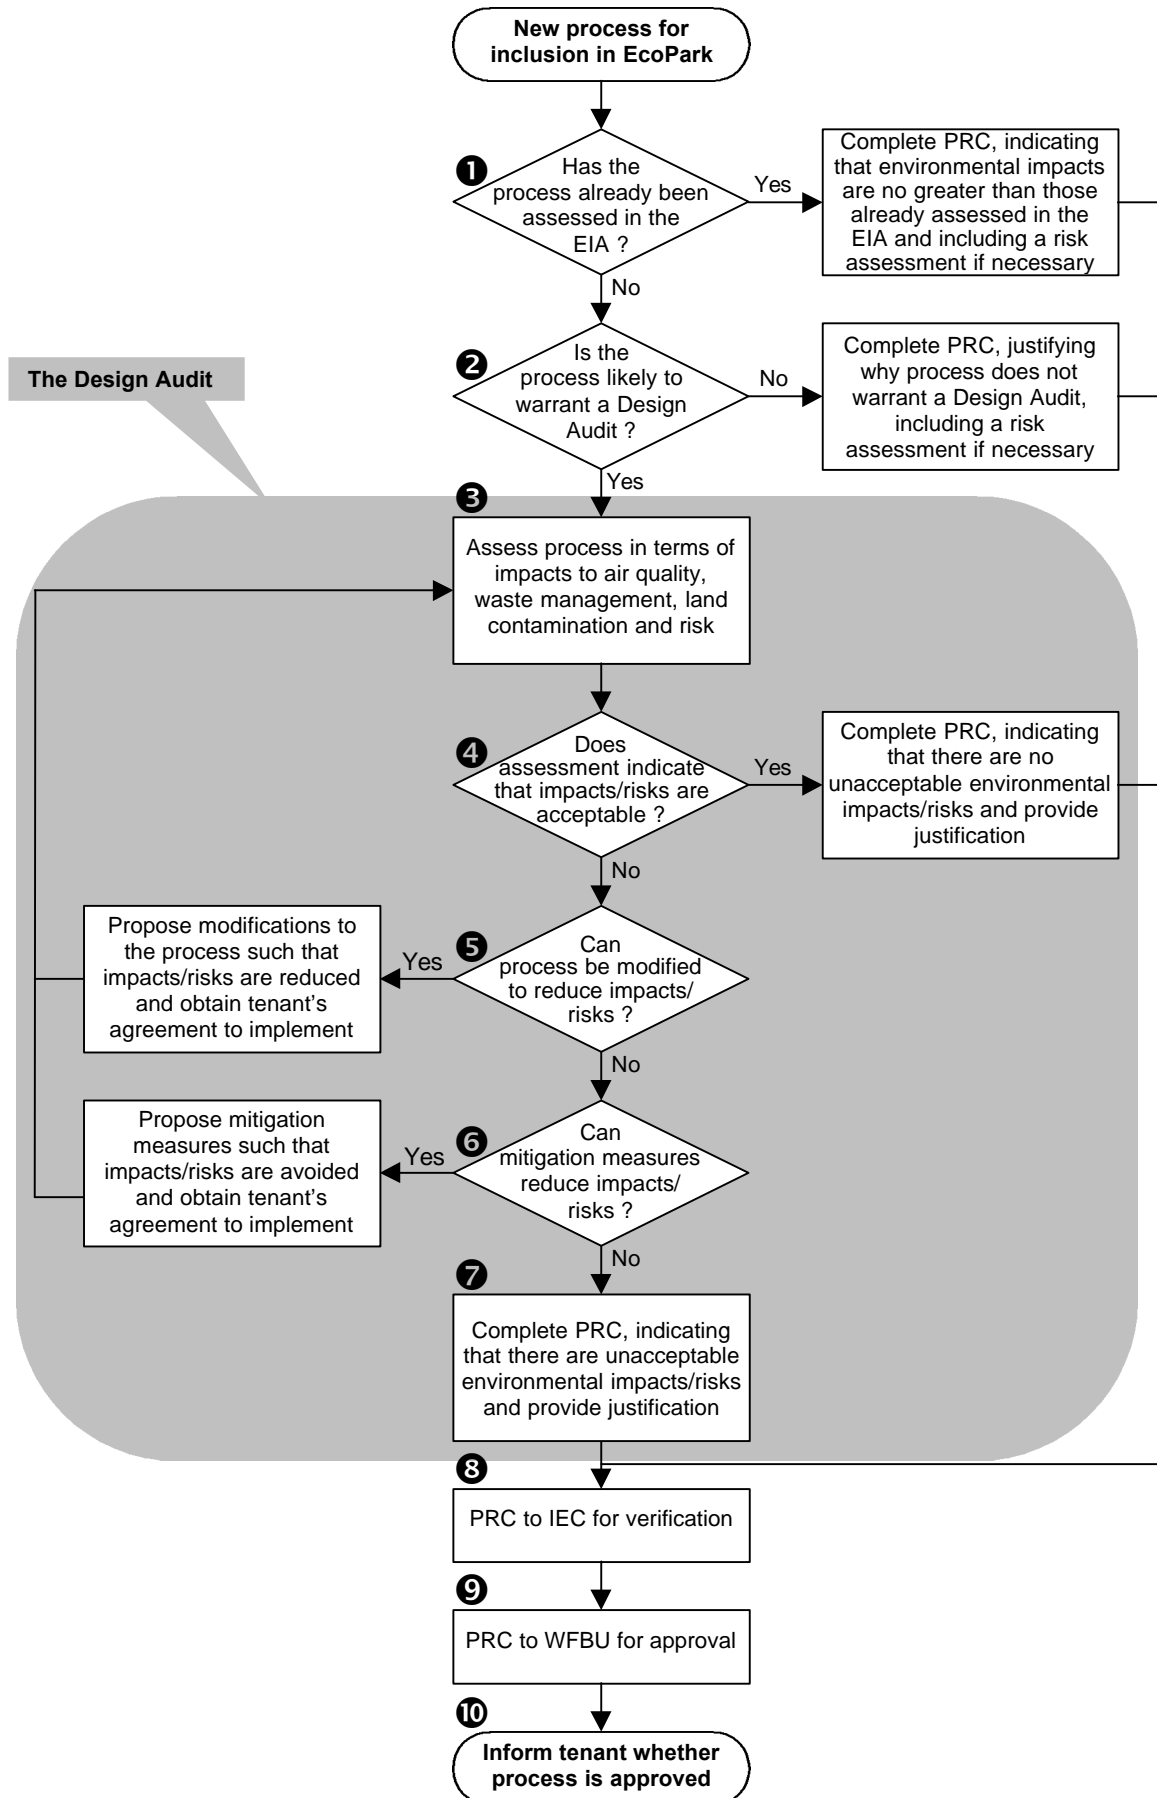 New process for
inclusion in EcoPark
❶
Has the
process already been
assessed in the
EIA ?
Yes
Complete PRC, indicating
that environmental impacts
are no greater than those
already assessed in the
EIA and including a risk
assessment if necessary
No
❷
Is the
process likely to
warrant a Design
Audit ?
No
Complete PRC, justifying
why process does not
warrant a Design Audit,
including a risk
assessment if necessary
The Design Audit
Yes
❸
Assess process in terms of
impacts to air quality,
waste management, land
contamination and risk
❹
Does
assessment indicate
that impacts/risks are
acceptable ?
Yes
Complete PRC, indicating
that there are no
unacceptable environmental
impacts/risks and provide
justification
No
Propose modifications to
the process such that
impacts/risks are reduced
and obtain tenant's
agreement to implement
Yes
❺
Can
process be modified
to reduce impacts/
risks ?
No
Propose mitigation
measures such that
impacts/risks are avoided
and obtain tenant's
agreement to implement
Yes
❻
Can
mitigation measures
reduce impacts/
risks ?
No
❼
Complete PRC, indicating
that there are unacceptable
environmental impacts/risks
and provide justification
❽
PRC to IEC for verification
❾
PRC to WFBU for approval
❿
Inform tenant whether
process is approved